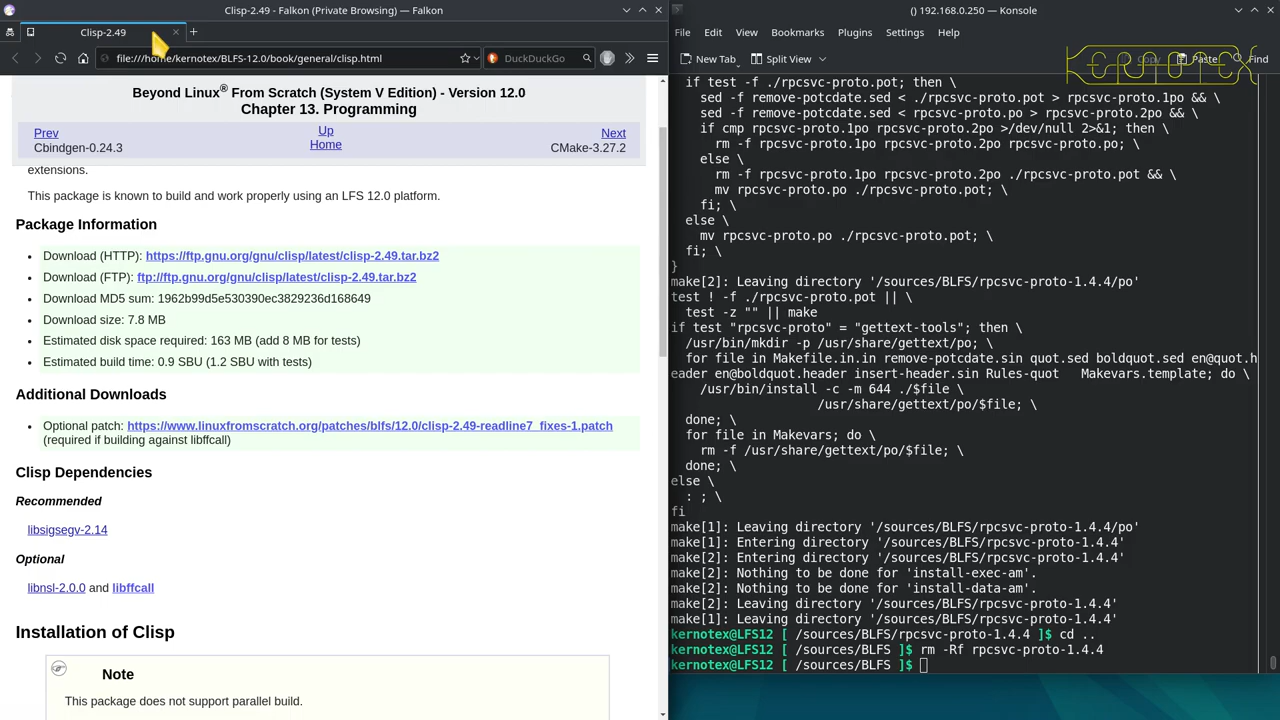 Clisp-2.49 - Falkon (Private Browsing) — Falkon
Clisp-2.49
file:///home/kernotex/BLFS-12.0/book/general/clisp.html
DuckDuckGo
Beyond Linux® From Scratch (System V Edition) - Version 12.0
Chapter 13. Programming
Prev
Up
Next
Cbindgen-0.24.3
Home
CMake-3.27.2
extensions.
This package is known to build and work properly using an LFS 12.0 platform.
Package Information
• Download (HTTP): https://ftp.gnu.org/gnu/clisp/latest/clisp-2.49.tar.bz2
• Download (FTP): ftp://ftp.gnu.org/gnu/clisp/latest/clisp-2.49.tar.bz2
• Download MD5 sum: 1962b99d5e530390ec3829236d168649
• Download size: 7.8 MB
• Estimated disk space required: 163 MB (add 8 MB for tests)
• Estimated build time: 0.9 SBU (1.2 SBU with tests)
Additional Downloads
• Optional patch: https://www.linuxfromscratch.org/patches/blfs/12.0/clisp-2.49-readline7_fixes-1.patch
(required if building against libffcall)
Clisp Dependencies
Recommended
libsigsegv-2.14
Optional
libnsl-2.0.0 and libffcall
Installation of Clisp
Note
This package does not support parallel build.
() 192.168.0.250 — Konsole
File Edit View Bookmarks Plugins Settings Help
New Tab Split View Copy Paste Find
Kernotex
if test -f ./rpcsvc-proto.pot; then \
sed -f remove-potcdate.sed < ./rpcsvc-proto.pot > rpcsvc-proto.1po && \
sed -f remove-potcdate.sed < rpcsvc-proto.po > rpcsvc-proto.2po && \
if cmp rpcsvc-proto.1po rpcsvc-proto.2po >/dev/null 2>&1; then \
rm -f rpcsvc-proto.1po rpcsvc-proto.2po rpcsvc-proto.po; \
else \
rm -f rpcsvc-proto.1po rpcsvc-proto.2po ./rpcsvc-proto.pot && \
mv rpcsvc-proto.po ./rpcsvc-proto.pot; \
fi; \
else \
mv rpcsvc-proto.po ./rpcsvc-proto.pot; \
fi; \
}
make[2]: Leaving directory '/sources/BLFS/rpcsvc-proto-1.4.4/po'
test ! -f ./rpcsvc-proto.pot || \
test -z "" || make
if test "rpcsvc-proto" = "gettext-tools"; then \
/usr/bin/mkdir -p /usr/share/gettext/po; \
for file in Makefile.in.in remove-potcdate.sin quot.sed boldquot.sed en@quot.h
eader en@boldquot.header insert-header.sin Rules-quot Makevars.template; do \
/usr/bin/install -c -m 644 ./$file \
/usr/share/gettext/po/$file; \
done; \
for file in Makevars; do \
rm -f /usr/share/gettext/po/$file; \
done; \
else \
: ; \
fi
make[1]: Leaving directory '/sources/BLFS/rpcsvc-proto-1.4.4/po'
make[1]: Entering directory '/sources/BLFS/rpcsvc-proto-1.4.4'
make[2]: Entering directory '/sources/BLFS/rpcsvc-proto-1.4.4'
make[2]: Nothing to be done for 'install-exec-am'.
make[2]: Nothing to be done for 'install-data-am'.
make[2]: Leaving directory '/sources/BLFS/rpcsvc-proto-1.4.4'
make[1]: Leaving directory '/sources/BLFS/rpcsvc-proto-1.4.4'
kernotex@LFS12 [ /sources/BLFS/rpcsvc-proto-1.4.4 ]$ cd ..
kernotex@LFS12 [ /sources/BLFS ]$ rm -Rf rpcsvc-proto-1.4.4
kernotex@LFS12 [ /sources/BLFS ]$